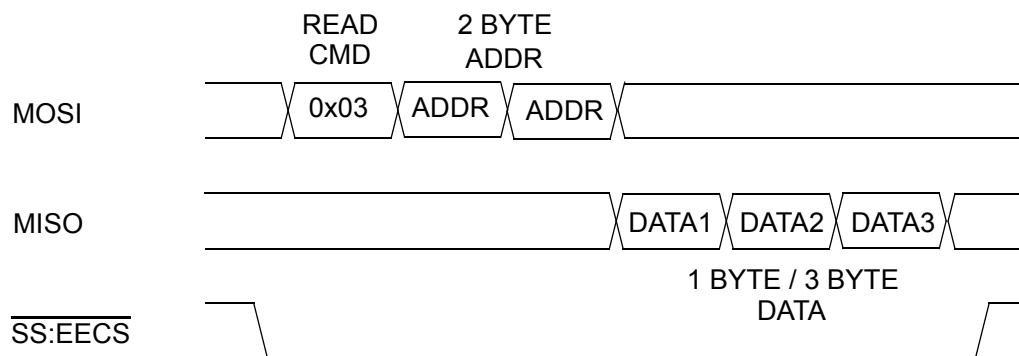 READ
CMD
2 BYTE
ADDR
MOSI
0x03
ADDR
ADDR
MISO
DATA1
DATA2
DATA3
1 BYTE / 3 BYTE
DATA
SS:EECS